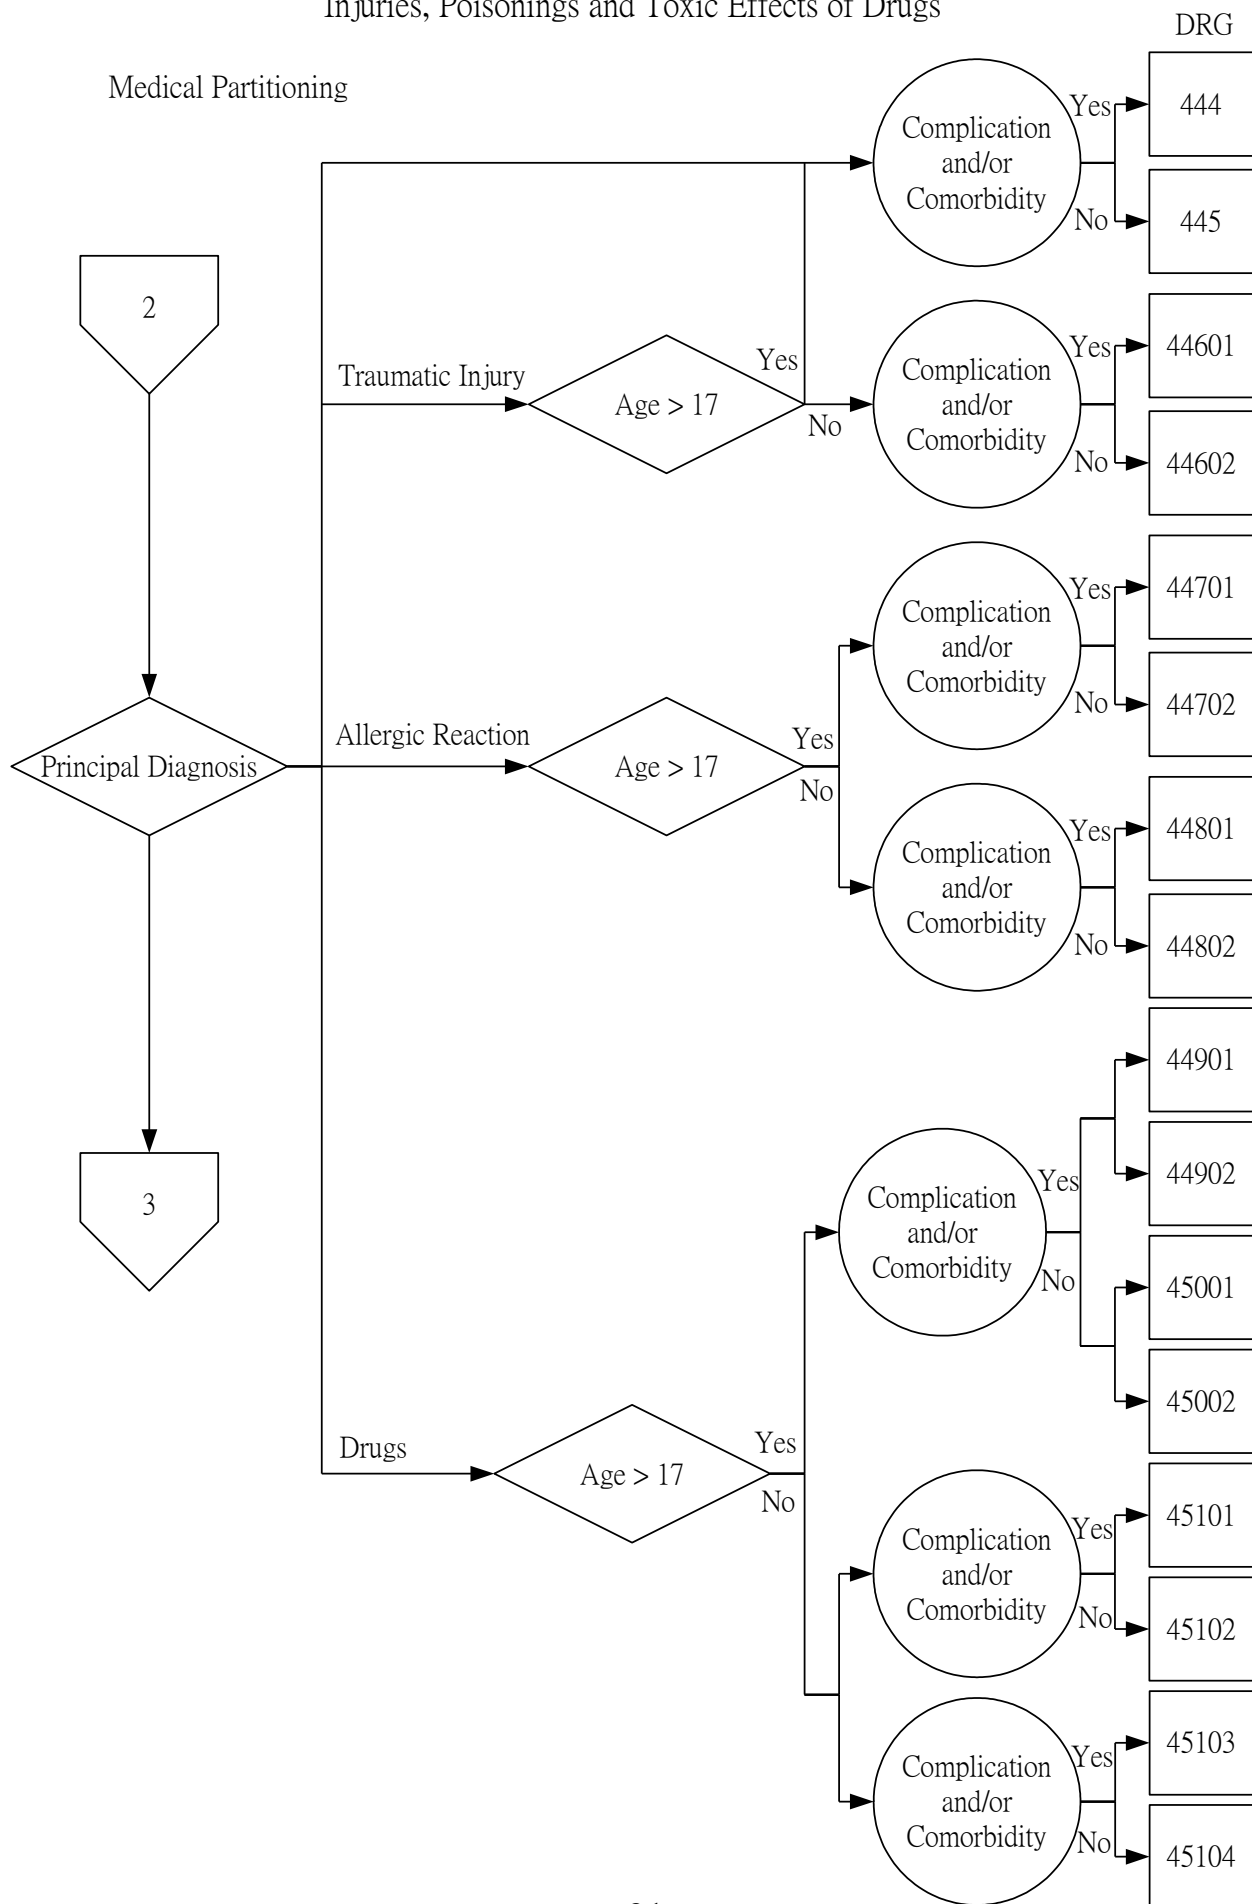 Injuries, Poisonings and Toxic Effects of Drugs
DRG
Medical Partitioning
Complication
and/or
Comorbidity
Yes
No
444
445
2
Traumatic Injury
Age > 17
Yes
No
Complication
and/or
Comorbidity
Yes
No
44601
44602
Principal Diagnosis
Allergic Reaction
Age > 17
Yes
No
Complication
and/or
Comorbidity
Yes
No
44701
44702
Complication
and/or
Comorbidity
Yes
No
44801
44802
3
Drugs
Age > 17
Yes
No
Complication
and/or
Comorbidity
Yes
No
44901
44902
45001
45002
Complication
and/or
Comorbidity
Yes
No
45101
45102
Complication
and/or
Comorbidity
Yes
No
45103
45104